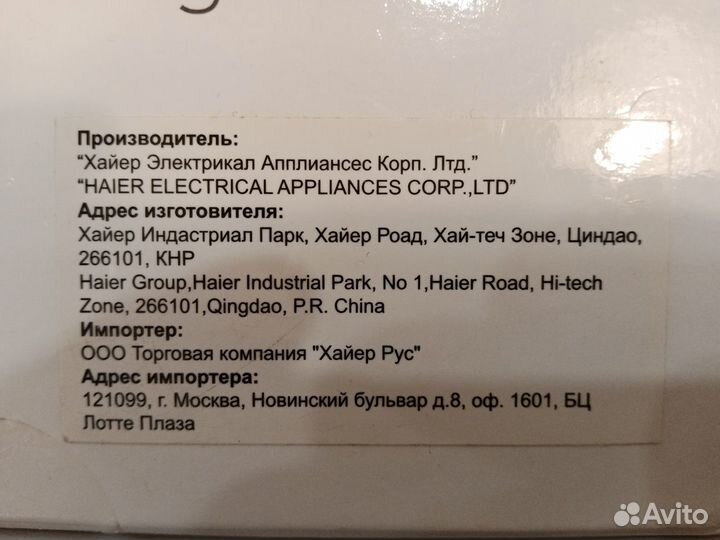 Производитель:
“Хайер Электрикал Апплиансес Корп. Лтд.”
“HAIER ELECTRICAL APPLIANCES CORP.,LTD”
Адрес изготовителя:
Хайер Индастриал Парк, Хайер Роад, Хай-теч Зоне, Циндао,
266101, КНР
Haier Group,Haier Industrial Park, No 1,Haier Road, Hi-tech
Zone, 266101,Qingdao, P.R. China
Импортер:
ООО Торговая компания "Хайер Рус"
Адрес импортера:
121099, г. Москва, Новинский бульвар д.8, оф. 1601, БЦ
Лотте Плаза
Avito